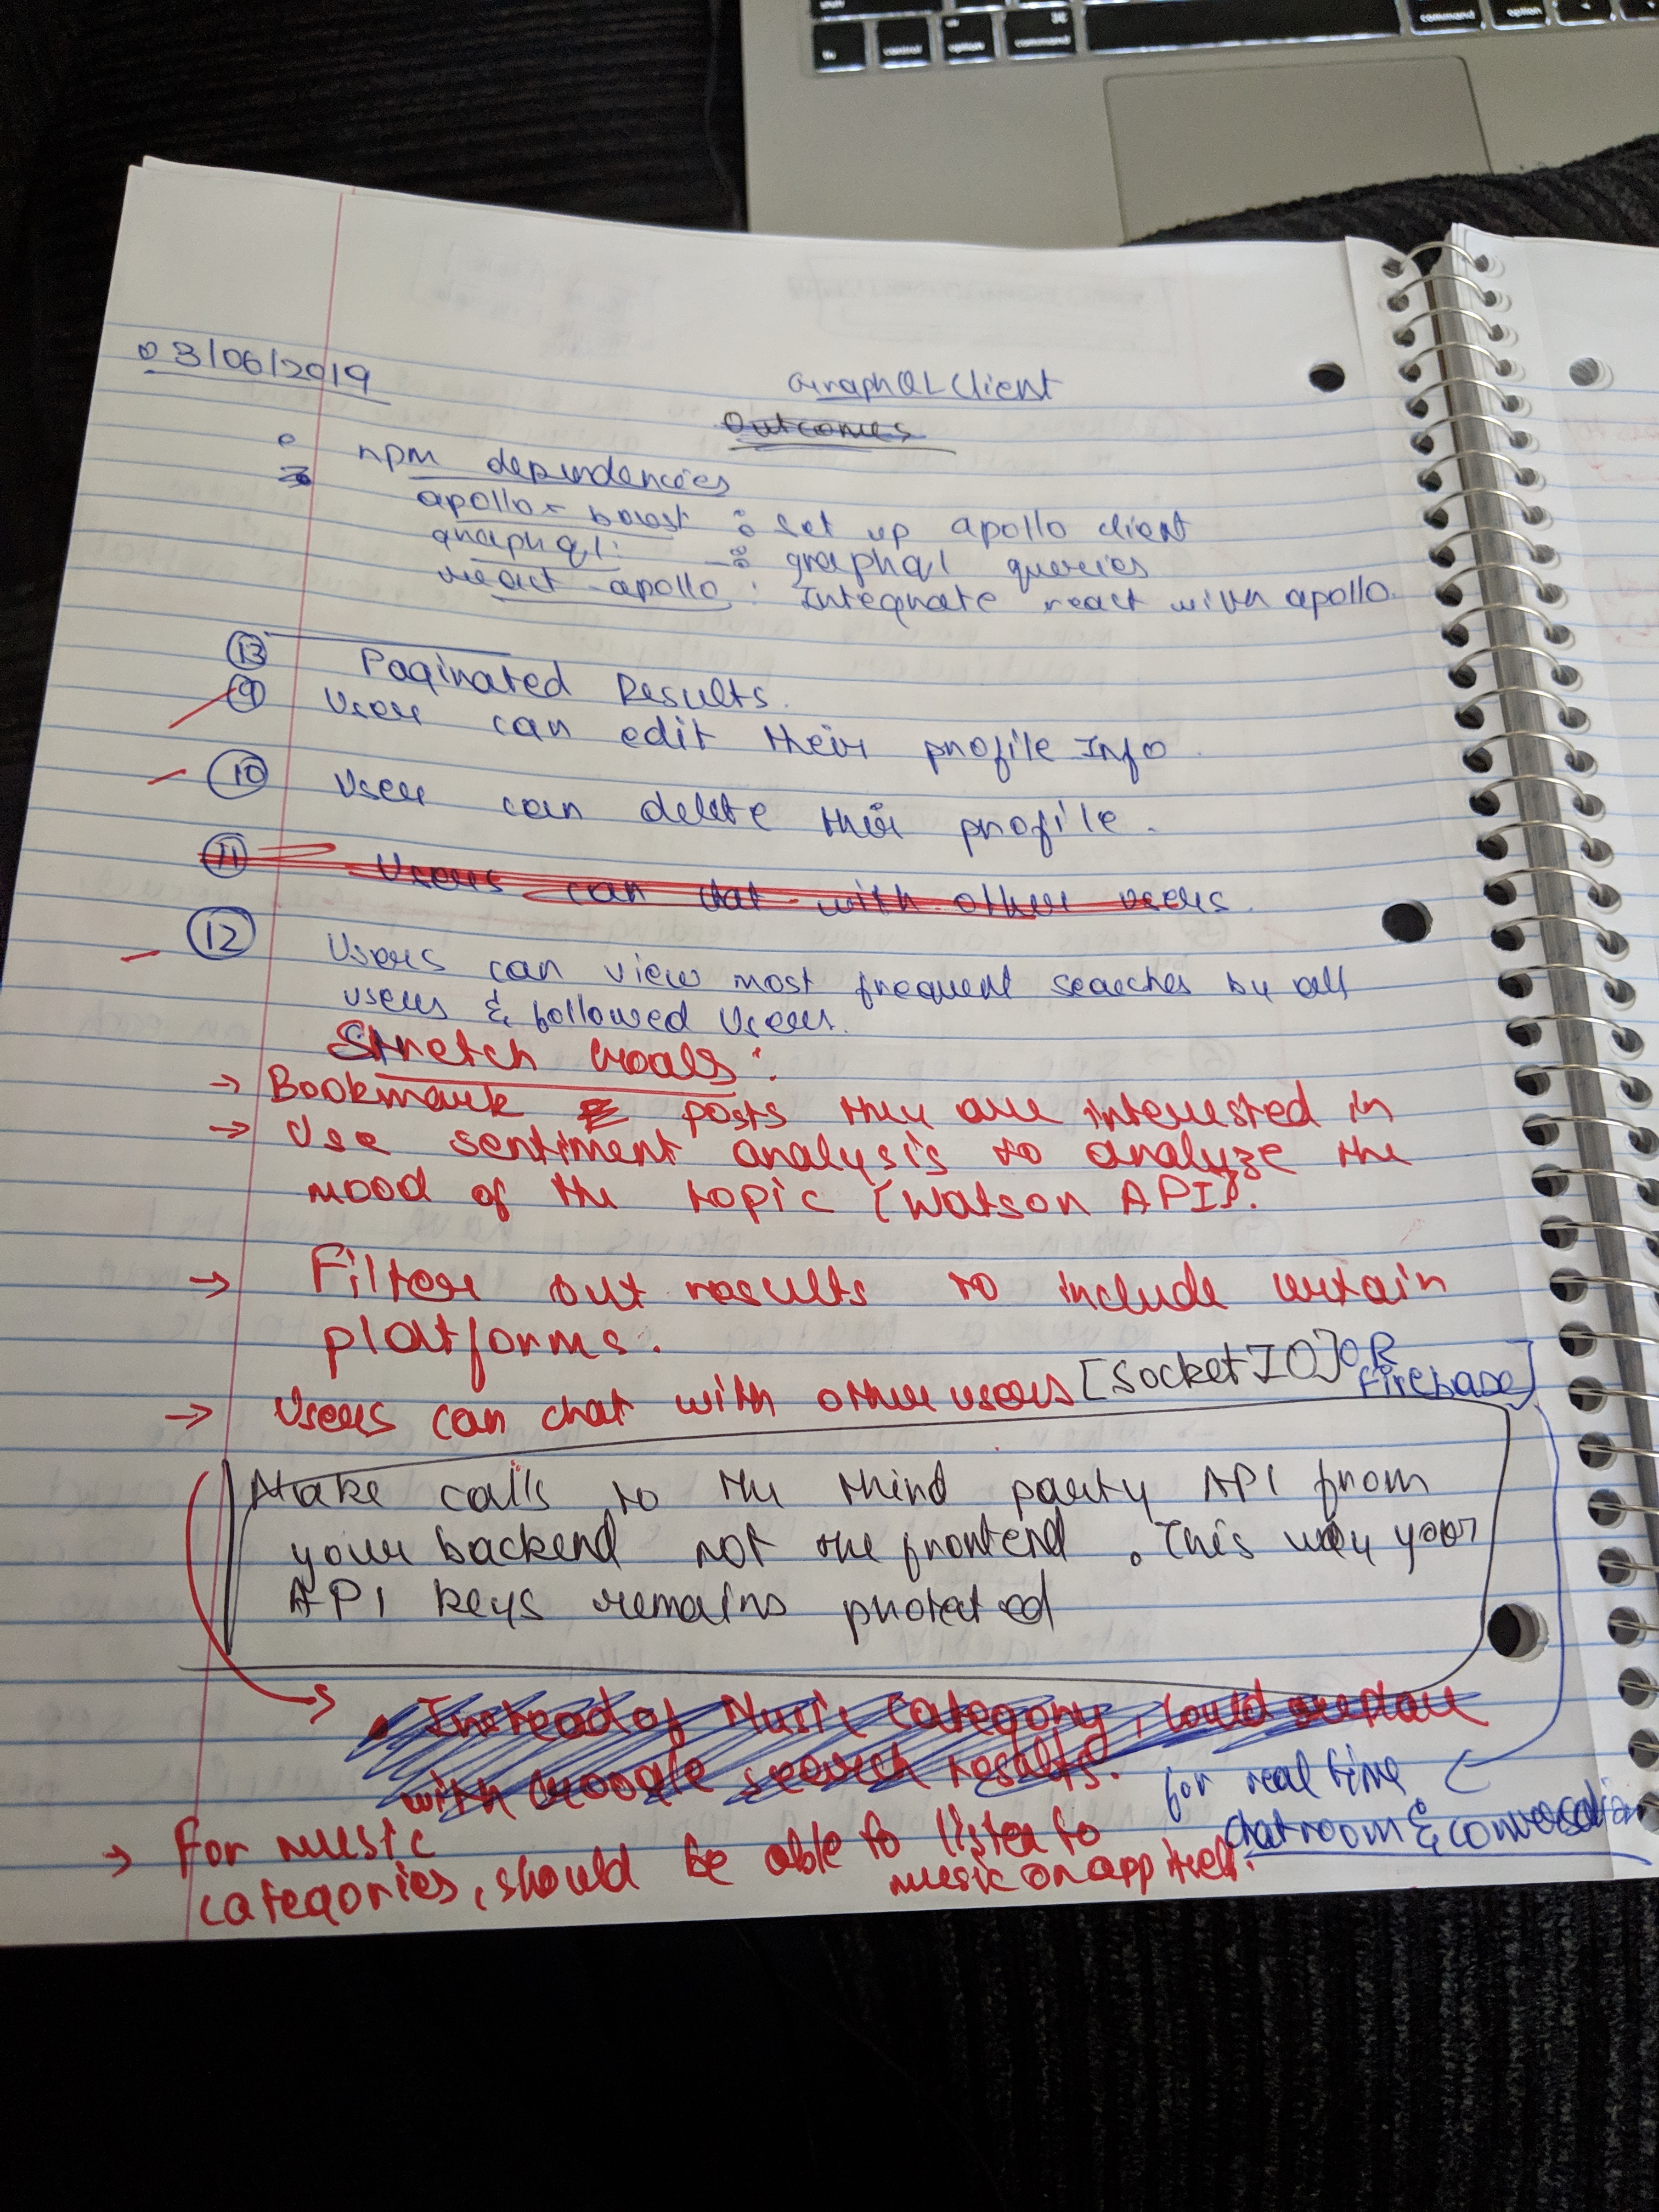 03/06/2019
GraphQL Client
Outcomes
npm dependencies
apollo-boost : Set up apollo client
graphql: : graphql queries
react-apollo : Integrate react with apollo.
13 Paginated Results.
9 User can edit their profile Info.
10 User can delete their profile.
11 Users can chat with other users.
12 Users can view most frequent searches by all
users & followed users.
Stretch Goals:
→ Bookmark posts they are interested in
→ Use sentiment analysis to analyze the
mood of the topic (Watson API).
→ Filter out results to include certain
platforms.
→ Users can chat with other users [Socket IO] OR
Firebase]
Make calls to the third party API from
your backend not the frontend. This way your
API keys remains protected
→ • Instead of Music Category, could replace
with Google search results.
for real time
chatroom & conversation
→ For music
categories, should be able to listen to
music on app itself.
command
option
fn
control
option
command